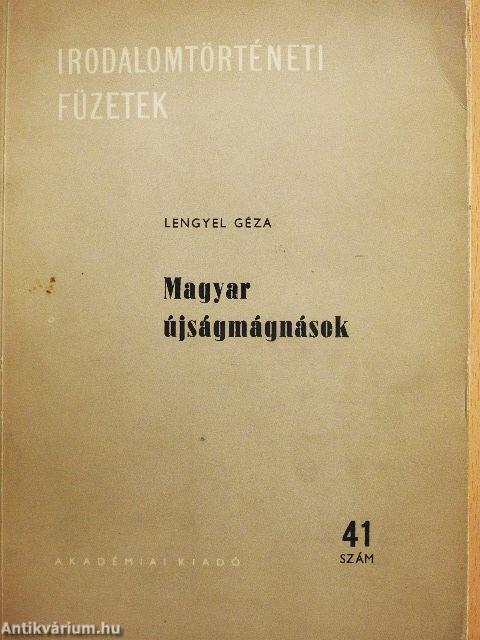 IRODALOMTÖRTÉNETI
FÜZETEK
LENGYEL GÉZA
Magyar
újságmágnások
41
SZÁM
AKADÉMIAI KIADÓ
Antikvárium.hu